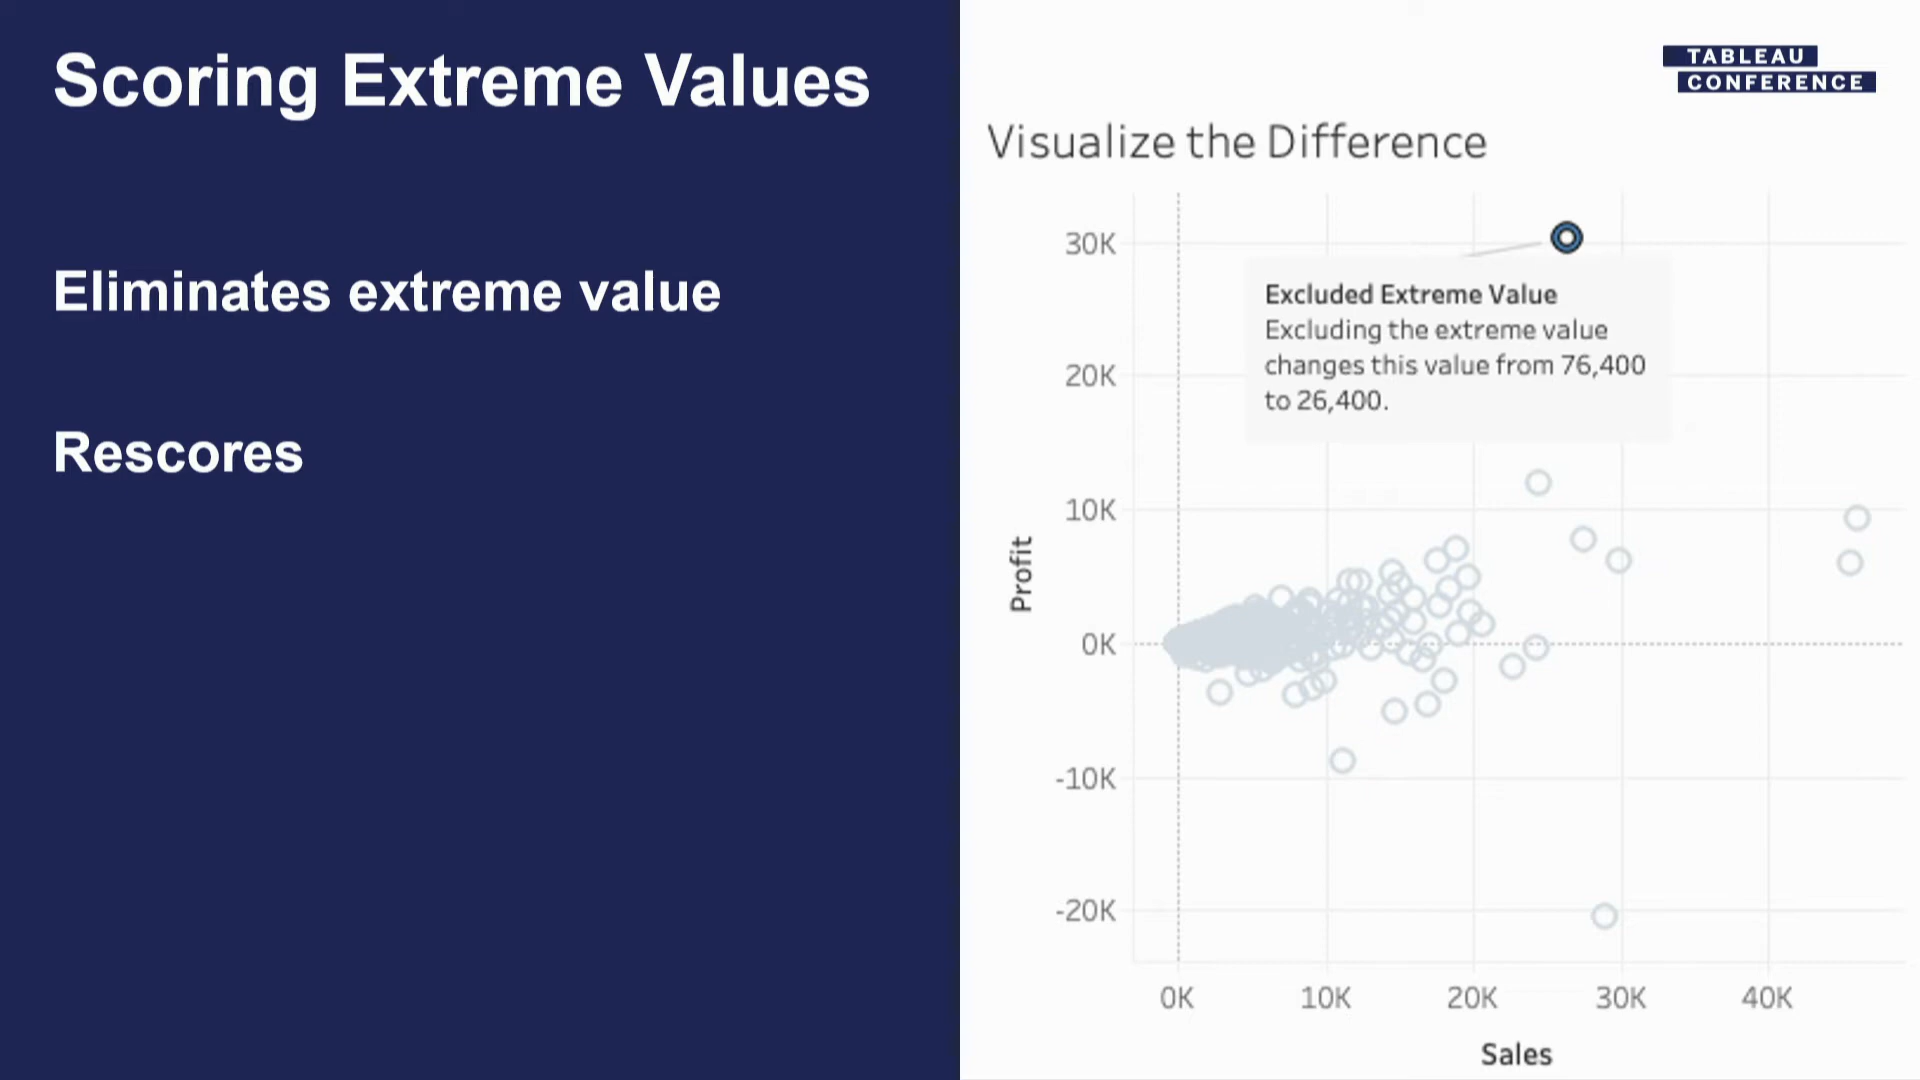 Scoring Extreme Values
Eliminates extreme value
Rescores
TABLEAU
CONFERENCE
Visualize the Difference
30K
20K
10K
0K
-10K
-20K
Profit
Excluded Extreme Value
Excluding the extreme value
changes this value from 76,400
to 26,400.
0K 10K 20K 30K 40K
Sales